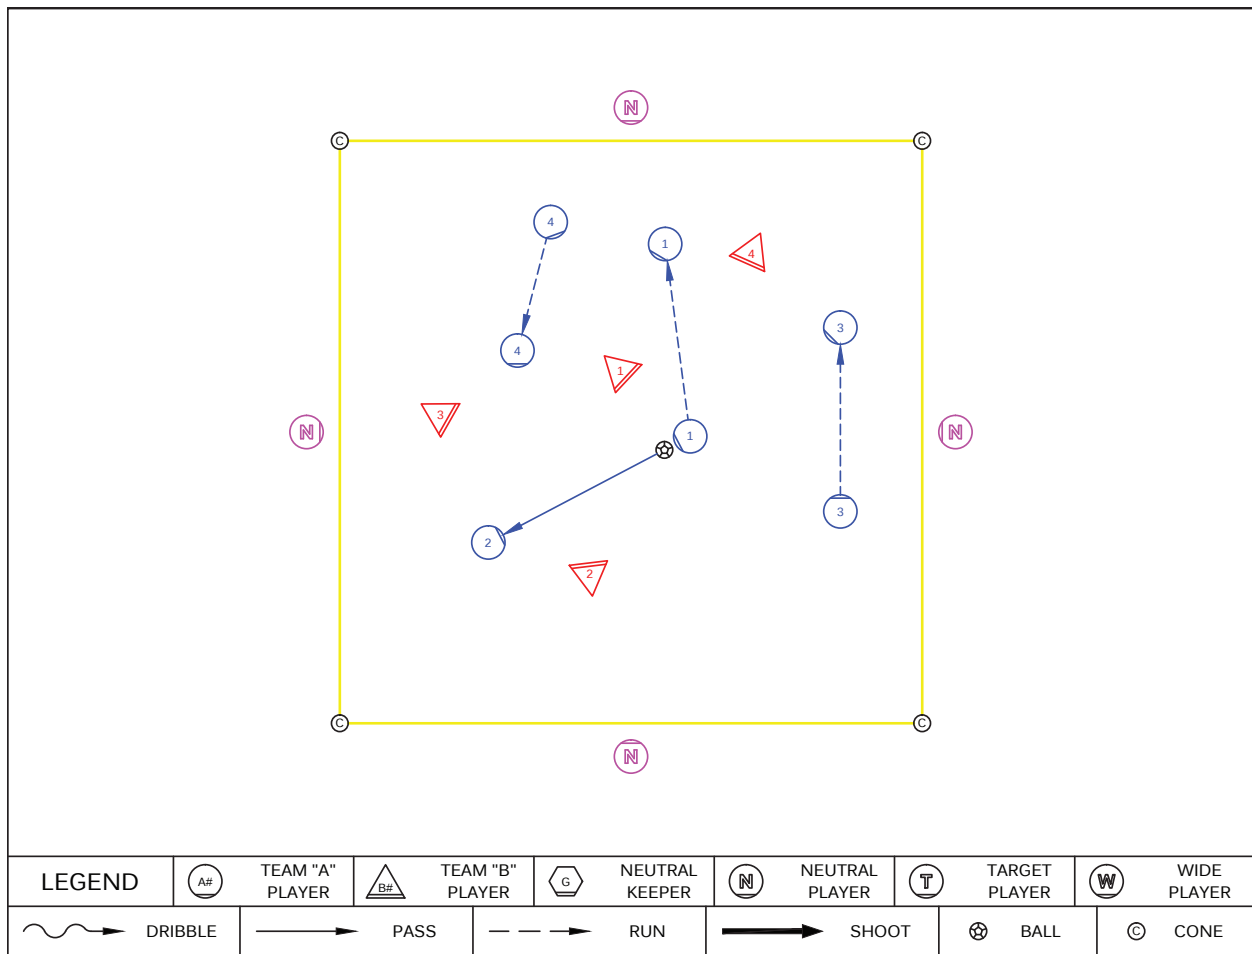 N
C
C
4
1
4
3
4
1
3
N
N
1
3
2
2
C
C
N
LEGEND
A#
TEAM "A"
PLAYER
B#
TEAM "B"
PLAYER
G
NEUTRAL
KEEPER
N
NEUTRAL
PLAYER
T
TARGET
PLAYER
W
WIDE
PLAYER
DRIBBLE
PASS
RUN
SHOOT
BALL
C
CONE